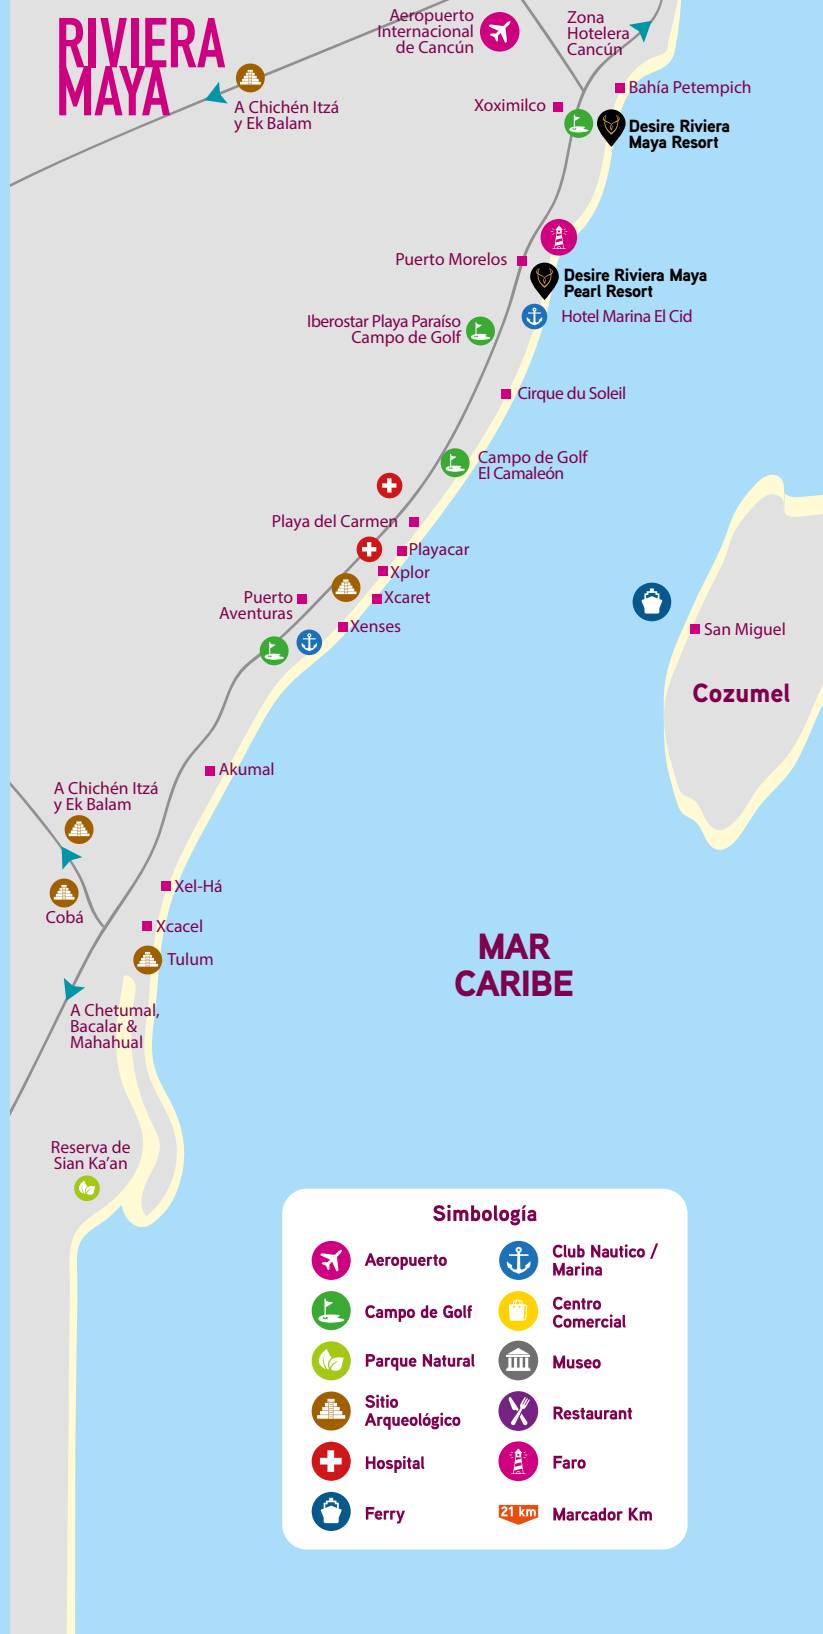 RIVIERA
MAYA
Aeropuerto
Internacional
de Cancún
Zona
Hotelera
Cancún
A Chichén Itzá
y Ek Balam
Bahía Petempich
Xoximilco
Desire Riviera
Maya Resort
Puerto Morelos
Desire Riviera Maya
Pearl Resort
Hotel Marina El Cid
Iberostar Playa Paraíso
Campo de Golf
Cirque du Soleil
Campo de Golf
El Camaleón
Playa del Carmen
Playacar
Xplor
Puerto
Aventuras
Xcaret
Xenses
San Miguel
Cozumel
Akumal
A Chichén Itzá
y Ek Balam
Xel-Há
Cobá
Xcacel
Tulum
MAR
CARIBE
A Chetumal,
Bacalar &
Mahahual
Reserva de
Sian Ka'an
Simbología
Aeropuerto
Club Nautico /
Marina
Campo de Golf
Centro
Comercial
Parque Natural
Museo
Sitio
Arqueológico
Restaurant
Hospital
Faro
Ferry
21 km
Marcador Km